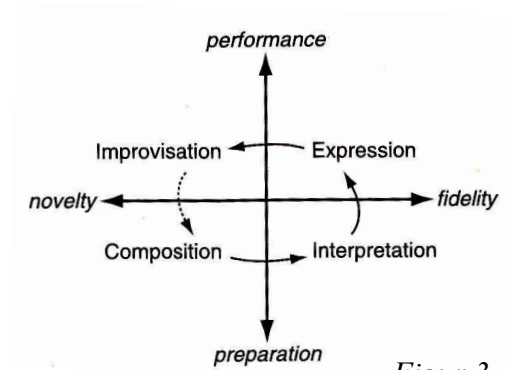 performance
Improvisation Expression
novelty fidelity
Composition Interpretation
preparation